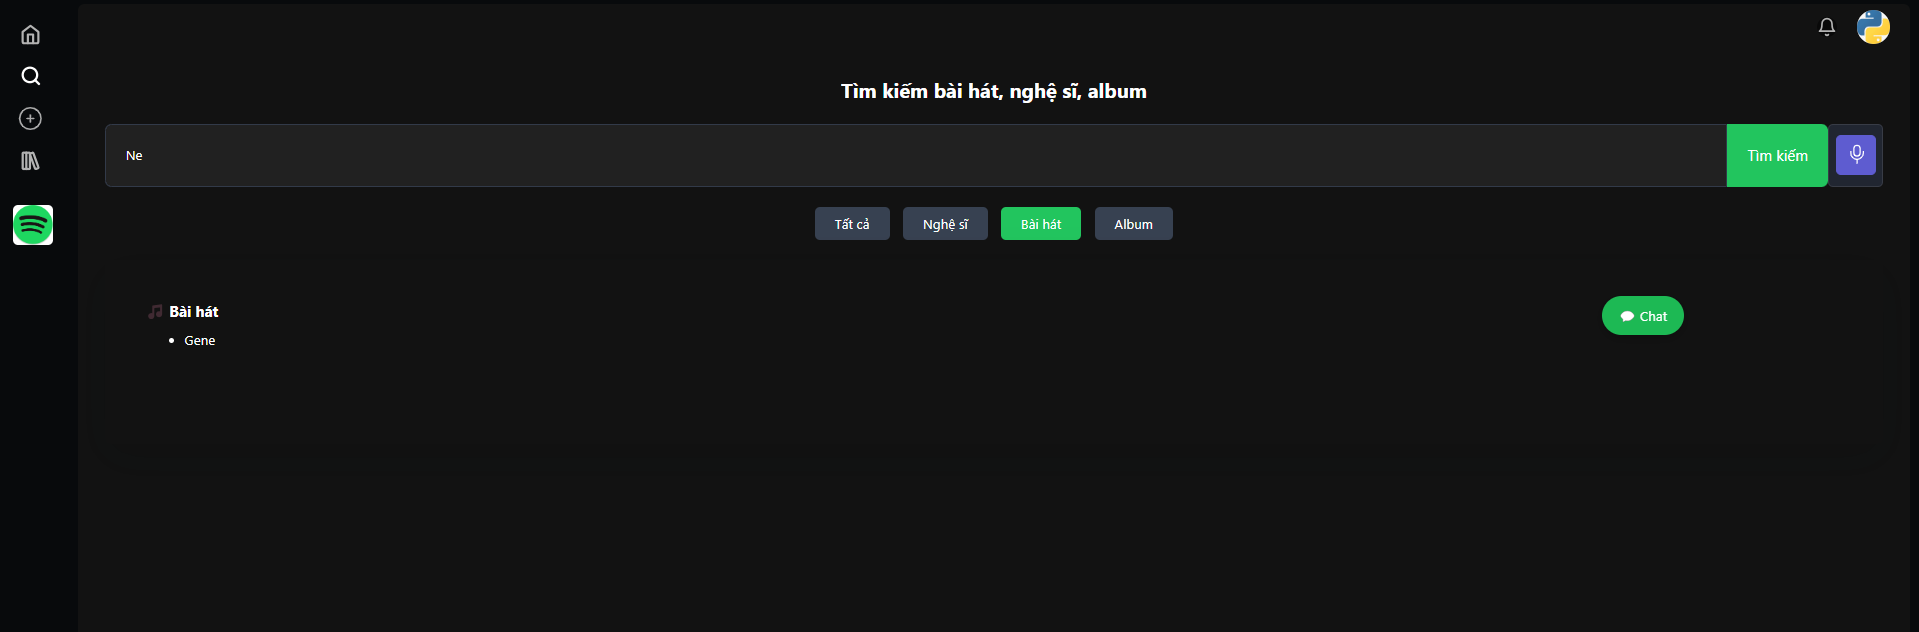 Tìm kiếm bài hát, nghệ sĩ, album
Ne
Tìm kiếm
Tất cả
Nghệ sĩ
Bài hát
Album
Bài hát
Chat
Gene